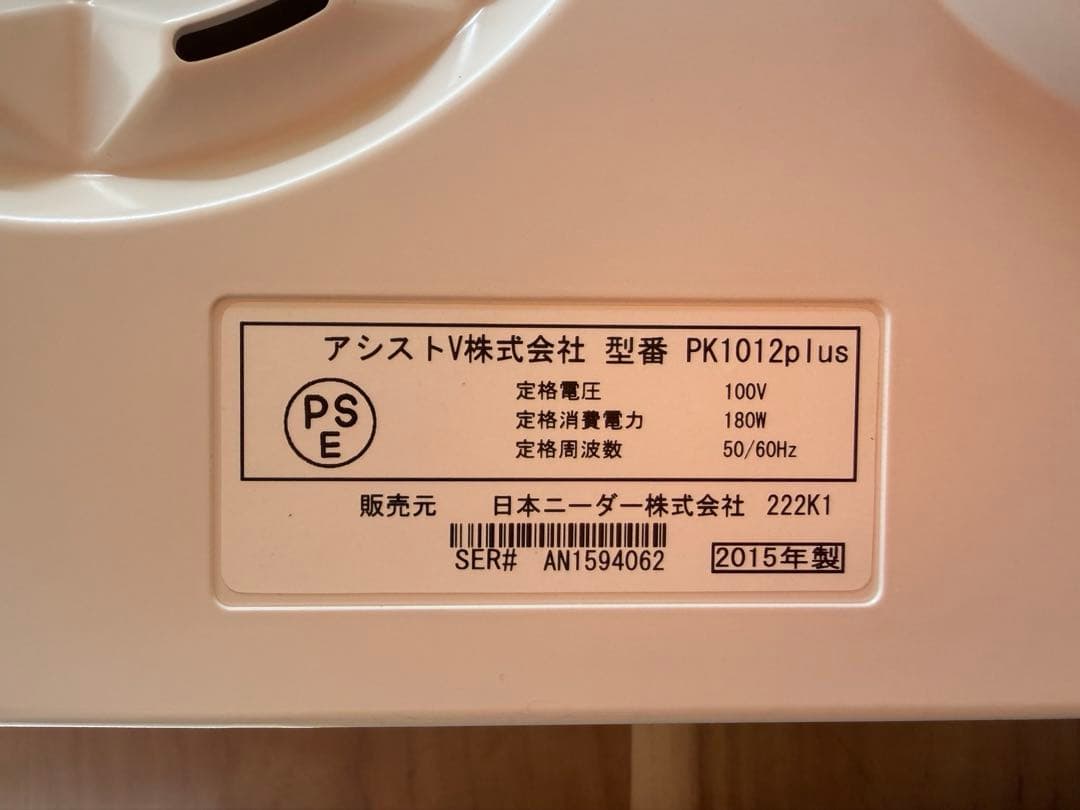 アシストV株式会社 型番 PK1012plus
PSE
定格電圧 100V
定格消費電力 180W
定格周波数 50/60Hz
販売元 日本ニーダー株式会社 222K1
SER# AN1594062
2015年製